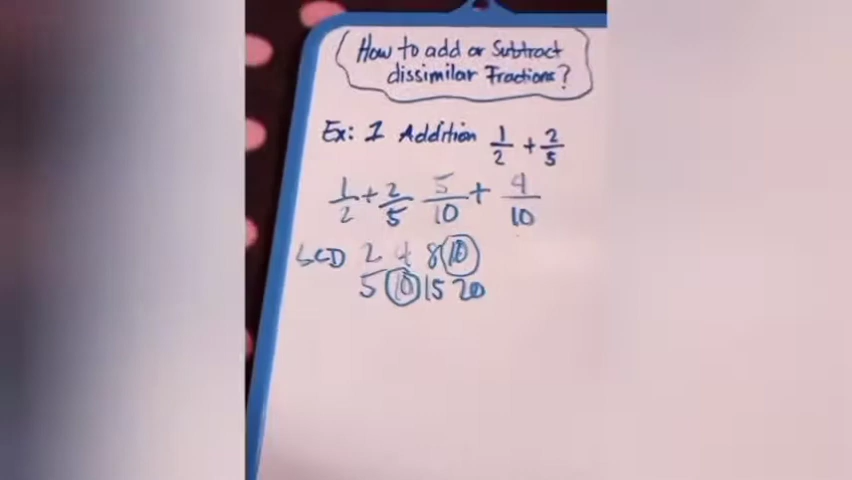 How to add or Subtract
dissimilar Fractions?
Ex: 1 Addition 1/2 + 2/5
1/2 + 2/5 5/10 + 4/10
LCD 2 4 8 10
5 10 15 20